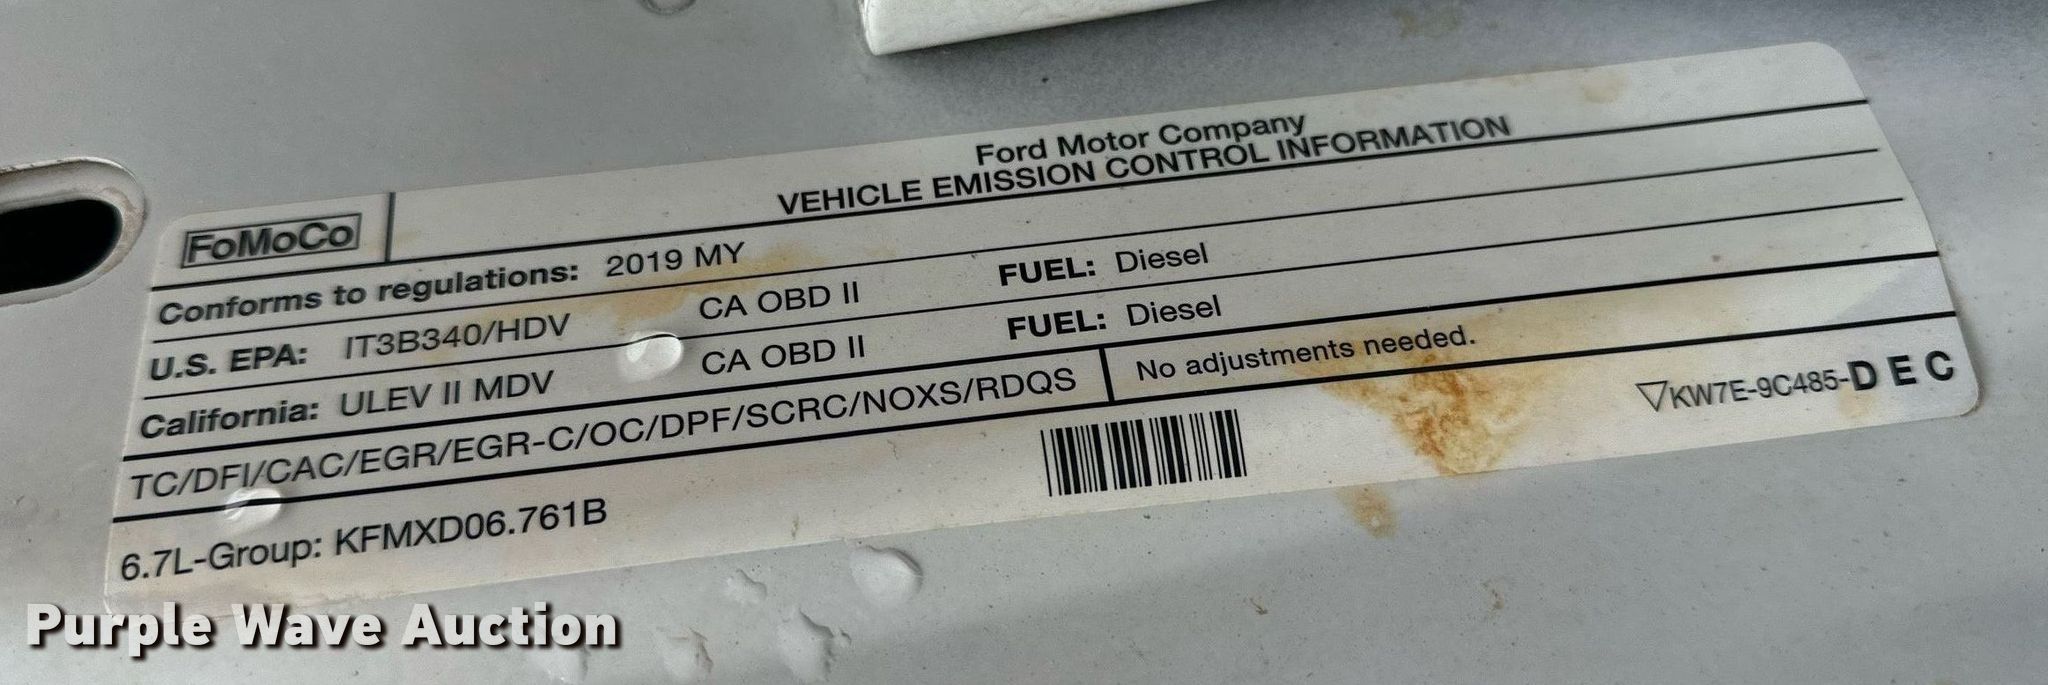 Ford Motor Company
FoMoCo VEHICLE EMISSION CONTROL INFORMATION
Conforms to regulations: 2019 MY
U.S. EPA: IT3B340/HDV CA OBD II FUEL: Diesel
California: ULEV II MDV CA OBD II FUEL: Diesel
TC/DFI/CAC/EGR/EGR-C/OC/DPF/SCRC/NOXS/RDQS No adjustments needed.
6.7L-Group: KFMXD06.761B ▽KW7E-9C485-DEC
Purple Wave Auction